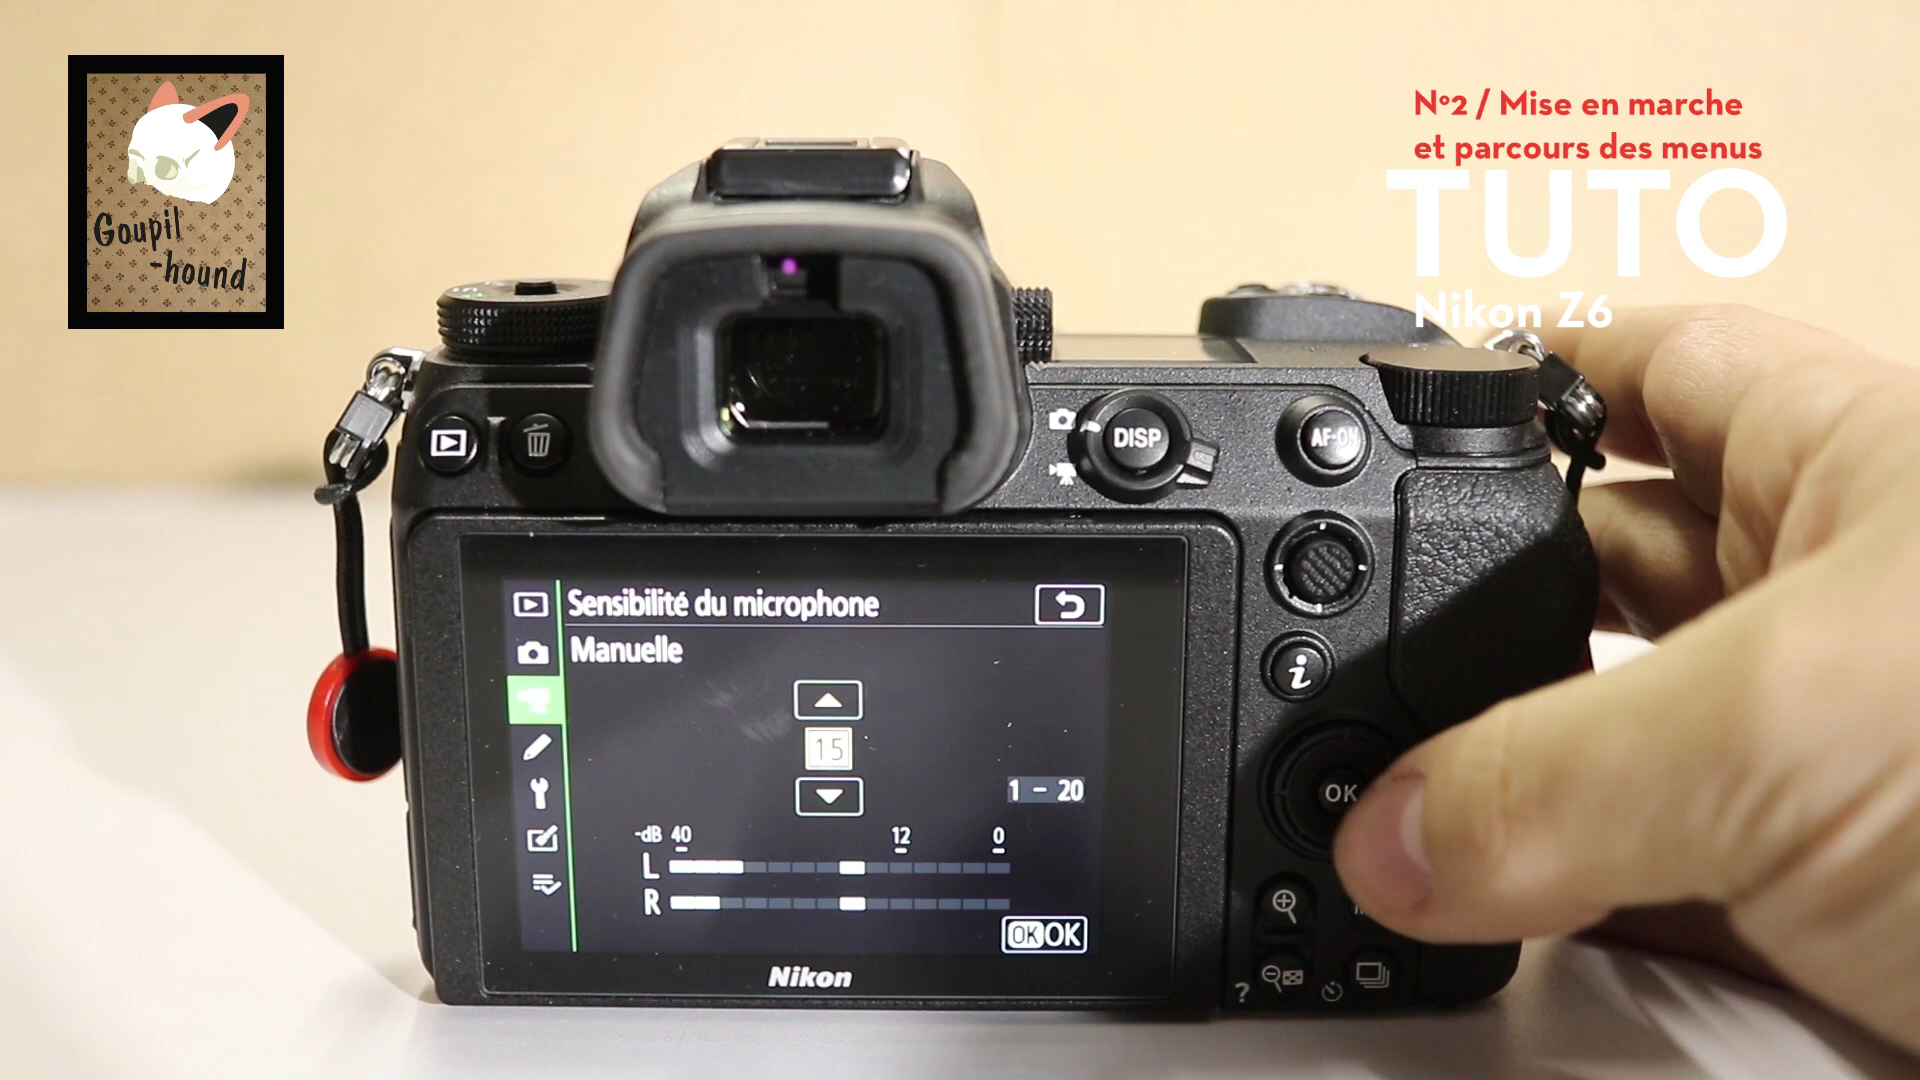 Goupil
-hound
N°2 / Mise en marche
et parcours des menus
TUTO
Nikon Z6
DISP
AF-ON
Sensibilité du microphone
Manuelle
15
1 - 20
-dB 40 12 0
L
R
OK OK
Nikon
i
OK
?